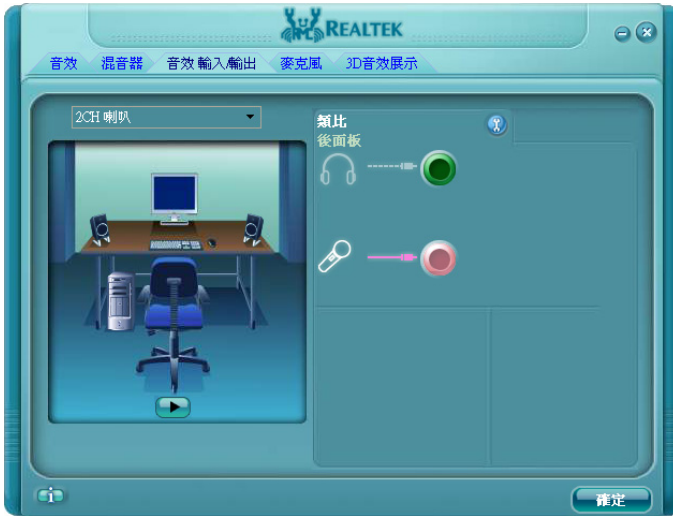 REALTEK
音效 混音器 音效 輸入/輸出 麥克風 3D音效展示
2CH 喇叭
類比
後面板
確定